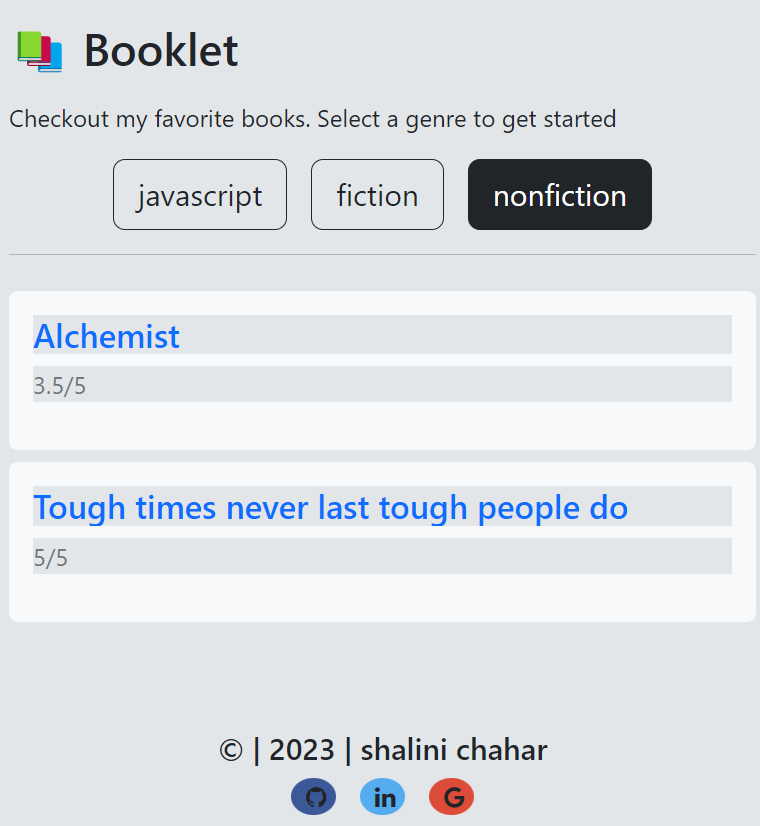 Booklet
Checkout my favorite books. Select a genre to get started
javascript fiction nonfiction
Alchemist
3.5/5
Tough times never last tough people do
5/5
© | 2023 | shalini chahar
in G